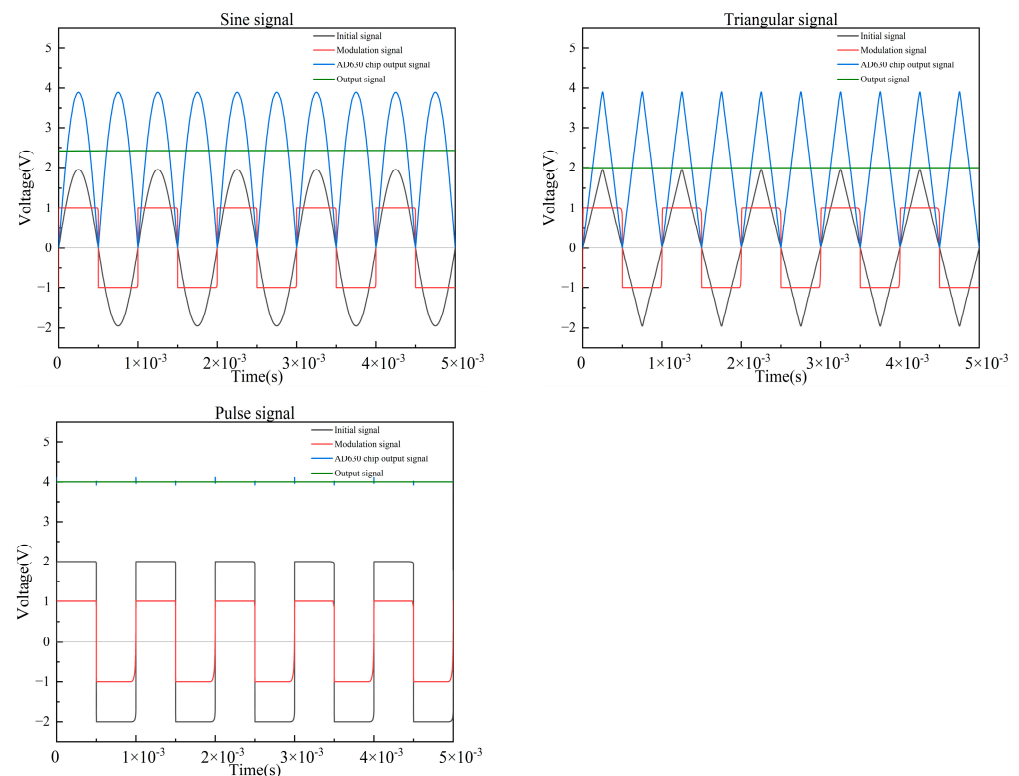 Sine signal
Initial signal
Modulation signal
AD630 chip output signal
Output signal
5
4
3
2
1
0
−1
−2
Voltage(V)
0 1×10⁻³ 2×10⁻³ 3×10⁻³ 4×10⁻³ 5×10⁻³
Time(s)
Triangular signal
Initial signal
Modulation signal
AD630 chip output signal
Output signal
5
4
3
2
1
0
−1
−2
Voltage(V)
0 1×10⁻³ 2×10⁻³ 3×10⁻³ 4×10⁻³ 5×10⁻³
Time(s)
Pulse signal
Initial signal
Modulation signal
AD630 chip output signal
Output signal
5
4
3
2
1
0
−1
−2
Voltage(V)
0 1×10⁻³ 2×10⁻³ 3×10⁻³ 4×10⁻³ 5×10⁻³
Time(s)